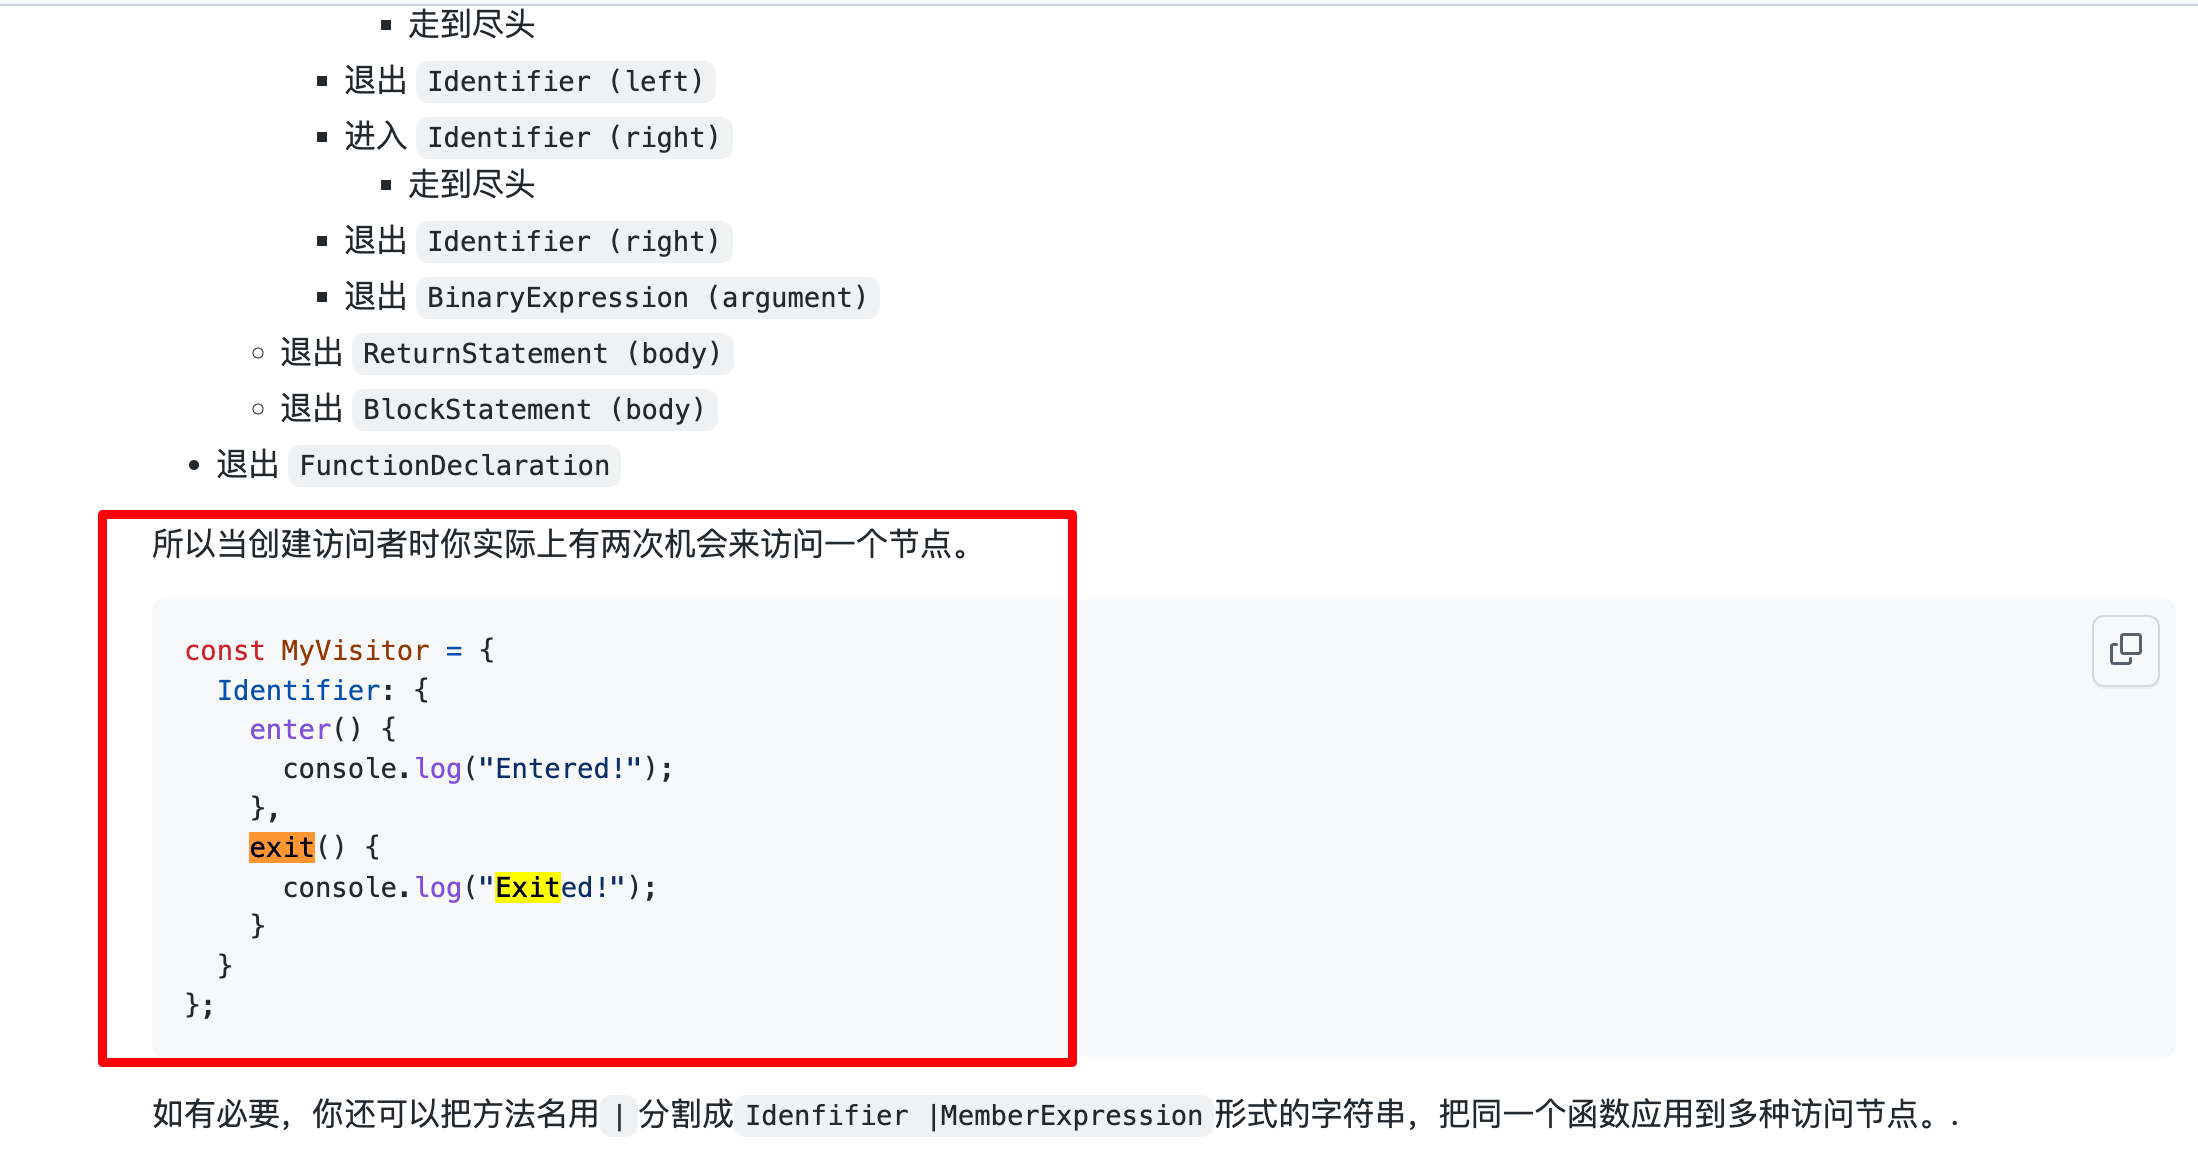 走到尽头
退出 Identifier (left)
进入 Identifier (right)
走到尽头
退出 Identifier (right)
退出 BinaryExpression (argument)
退出 ReturnStatement (body)
退出 BlockStatement (body)
退出 FunctionDeclaration
所以当创建访问者时你实际上有两次机会来访问一个节点。
const MyVisitor = {
  Identifier: {
    enter() {
      console.log("Entered!");
    },
    exit() {
      console.log("Exited!");
    }
  }
};
如有必要，你还可以把方法名用 | 分割成 Idenfifier |MemberExpression 形式的字符串，把同一个函数应用到多种访问节点。.